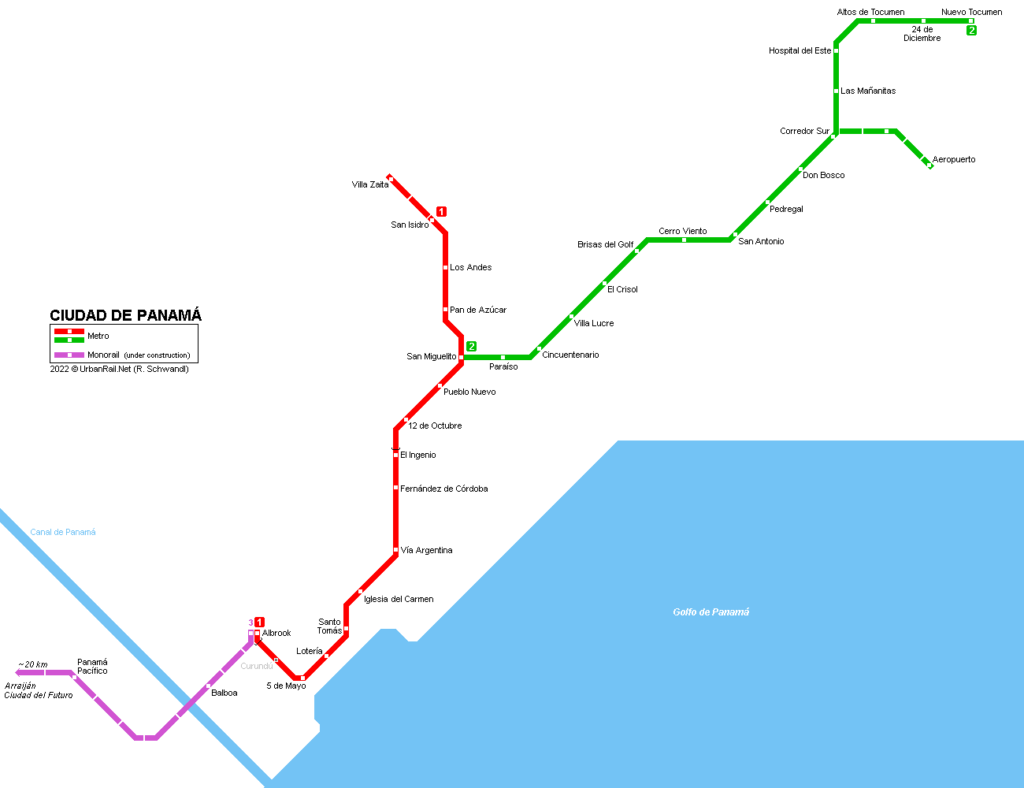 Altos de Tocumen
Nuevo Tocumen
24 de
Diciembre
2
Hospital del Este
Las Mañanitas
Corredor Sur
Aeropuerto
Don Bosco
Villa Zaita
Pedregal
1
San Isidro
Cerro Viento
San Antonio
Brisas del Golf
Los Andes
El Crisol
Pan de Azúcar
Villa Lucre
CIUDAD DE PANAMÁ
Metro
Monorail (under construction)
2022 © UrbanRail.Net (R. Schwandl)
2
San Miguelito
Cincuentenario
Paraíso
Pueblo Nuevo
12 de Octubre
El Ingenio
Fernández de Córdoba
Canal de Panamá
Vía Argentina
Iglesia del Carmen
Golfo de Panamá
Santo
Tomás
3
1
Albrook
Lotería
Curundú
5 de Mayo
~20 km
Panamá
Pacífico
Arraiján
Ciudad del Futuro
Balboa